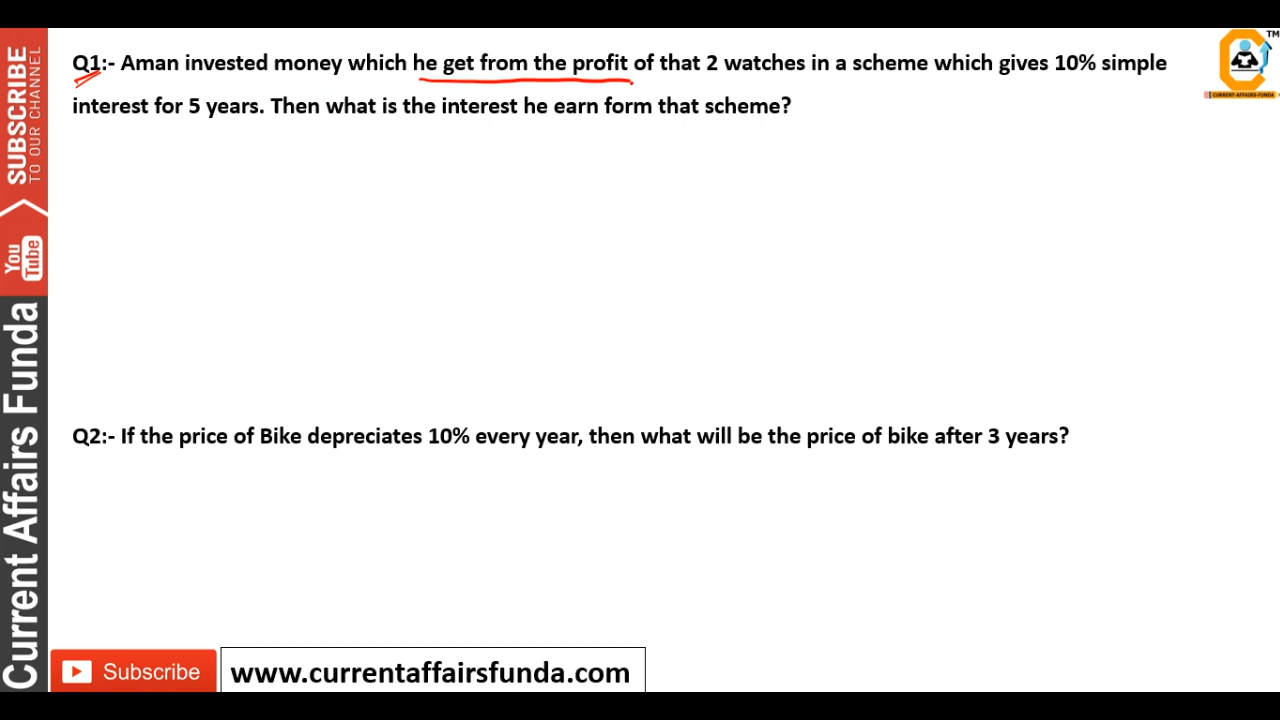 Q1:- Aman invested money which he get from the profit of that 2 watches in a scheme which gives 10% simple
interest for 5 years. Then what is the interest he earn form that scheme?
Q2:- If the price of Bike depreciates 10% every year, then what will be the price of bike after 3 years?
SUBSCRIBE
TO OUR CHANNEL
You
Tube
Current Affairs Funda
TM
CURRENT-AFFAIRS-FUNDA
Subscribe
www.currentaffairsfunda.com